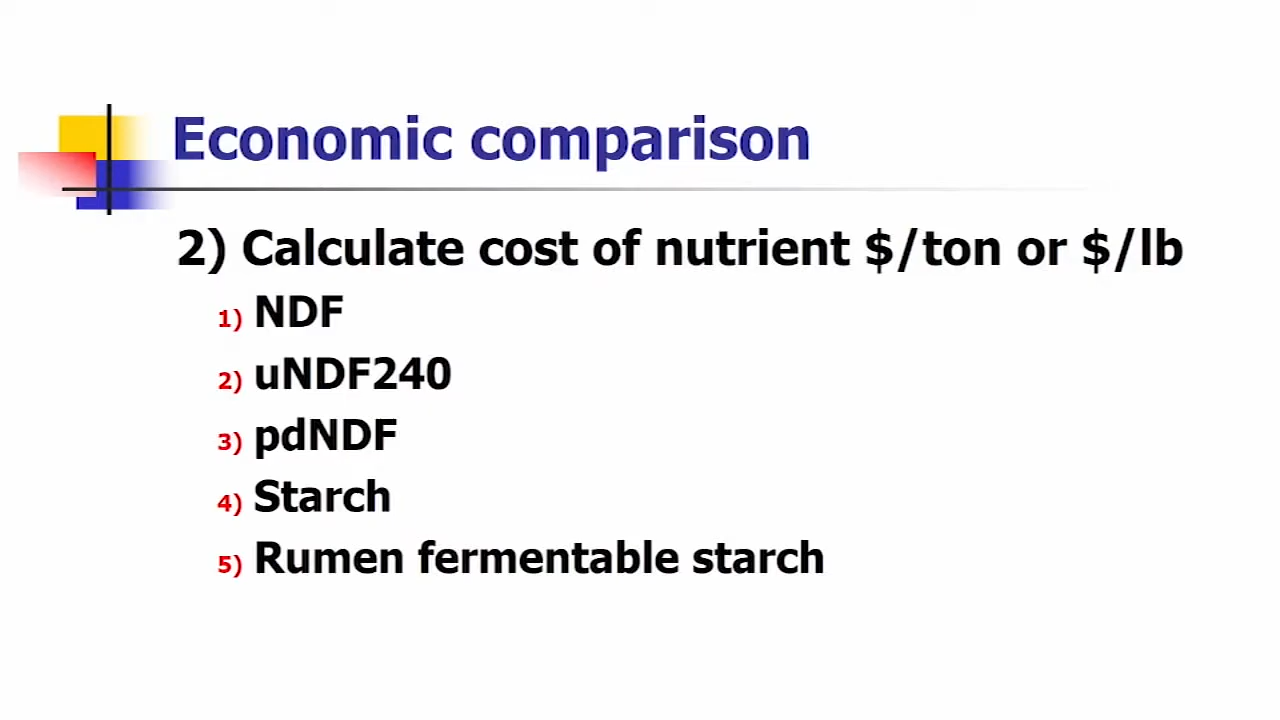 Economic comparison
2) Calculate cost of nutrient $/ton or $/lb
1) NDF
2) uNDF240
3) pdNDF
4) Starch
5) Rumen fermentable starch